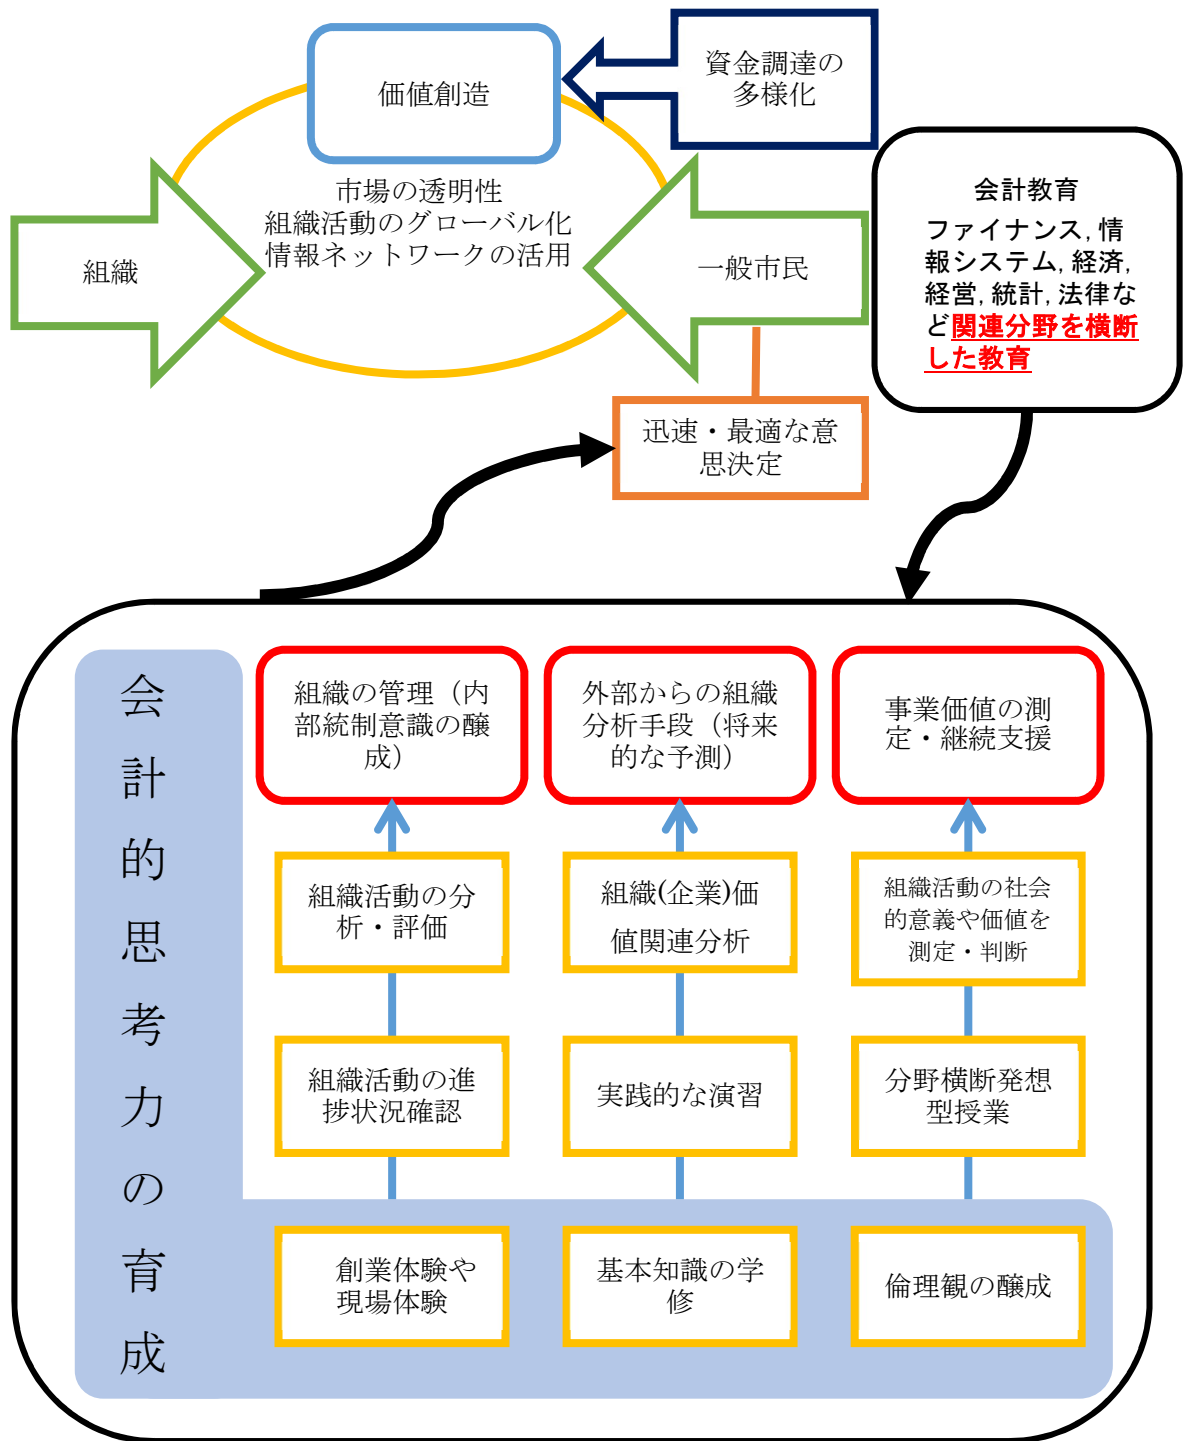 価値創造
資金調達の
多様化
市場の透明性
組織活動のグローバル化
情報ネットワークの活用
組織
一般市民
会計教育
ファイナンス, 情
報システム, 経済,
経営, 統計, 法律な
ど関連分野を横断
した教育
迅速・最適な意
思決定
会計的思考力の育成
組織の管理（内
部統制意識の醸
成）
外部からの組織
分析手段（将来
的な予測）
事業価値の測
定・継続支援
組織活動の分
析・評価
組織(企業)価
値関連分析
組織活動の社会
的意義や価値を
測定・判断
組織活動の進
捗状況確認
実践的な演習
分野横断発想
型授業
創業体験や
現場体験
基本知識の学
修
倫理観の醸成